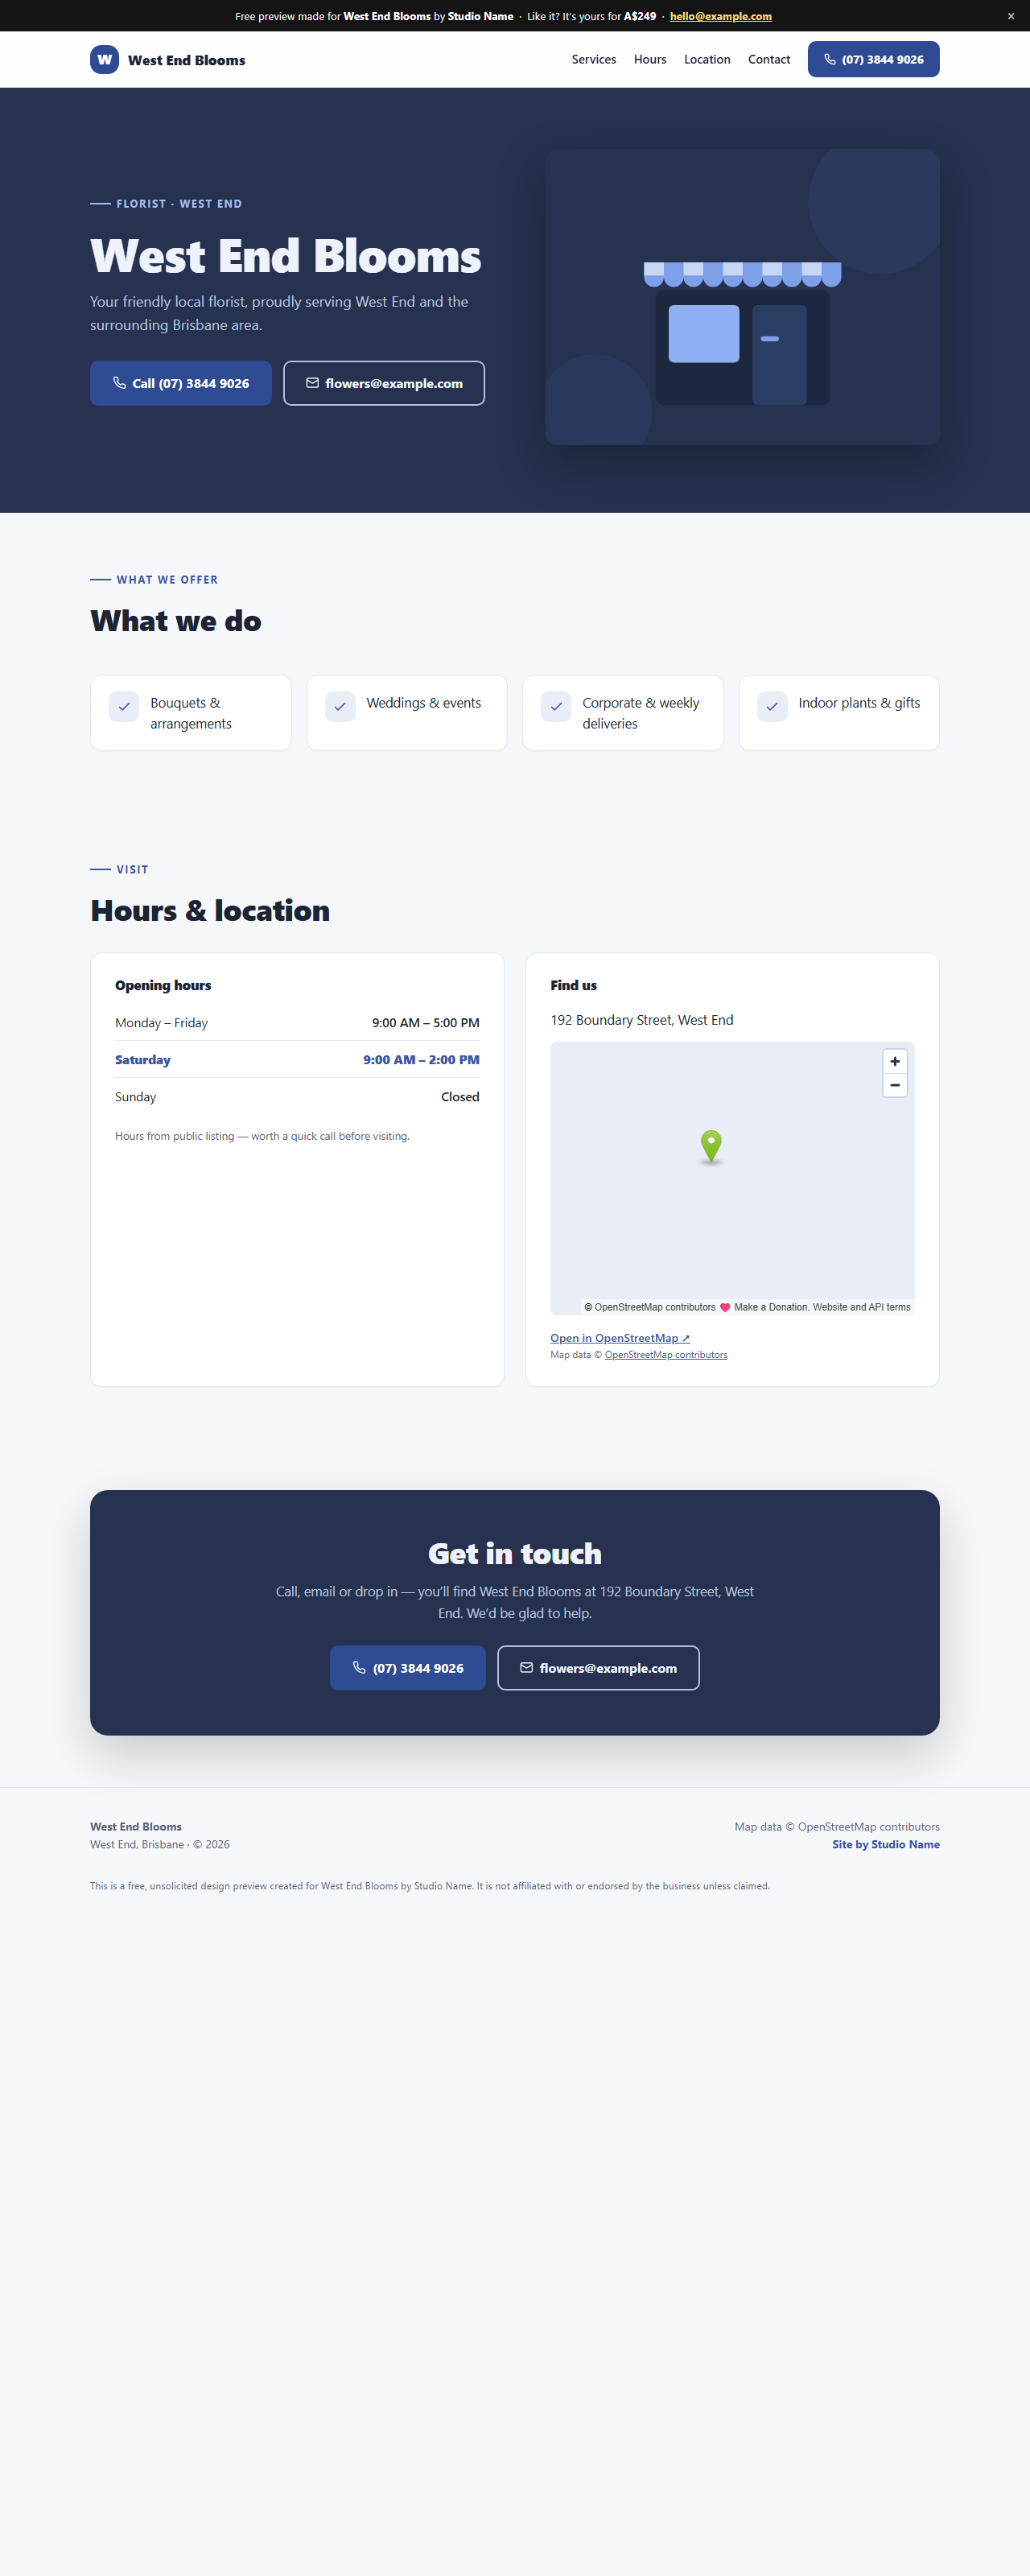 Free preview made for West End Blooms by Studio Name · Like it? It's yours for A$249 · hello@example.com ×
W West End Blooms Services Hours Location Contact (07) 3844 9026
FLORIST · WEST END
West End Blooms
Your friendly local florist, proudly serving West End and the
surrounding Brisbane area.
Call (07) 3844 9026 flowers@example.com
WHAT WE OFFER
What we do
Bouquets &
arrangements
Weddings & events
Corporate & weekly
deliveries
Indoor plants & gifts
VISIT
Hours & location
Opening hours
Monday – Friday 9:00 AM – 5:00 PM
Saturday 9:00 AM – 2:00 PM
Sunday Closed
Hours from public listing — worth a quick call before visiting.
Find us
192 Boundary Street, West End
+
−
© OpenStreetMap contributors ♥ Make a Donation. Website and API terms
Open in OpenStreetMap ↗
Map data © OpenStreetMap contributors
Get in touch
Call, email or drop in — you'll find West End Blooms at 192 Boundary Street, West
End. We'd be glad to help.
(07) 3844 9026 flowers@example.com
West End Blooms
West End, Brisbane · © 2026
Map data © OpenStreetMap contributors
Site by Studio Name
This is a free, unsolicited design preview created for West End Blooms by Studio Name. It is not affiliated with or endorsed by the business unless claimed.